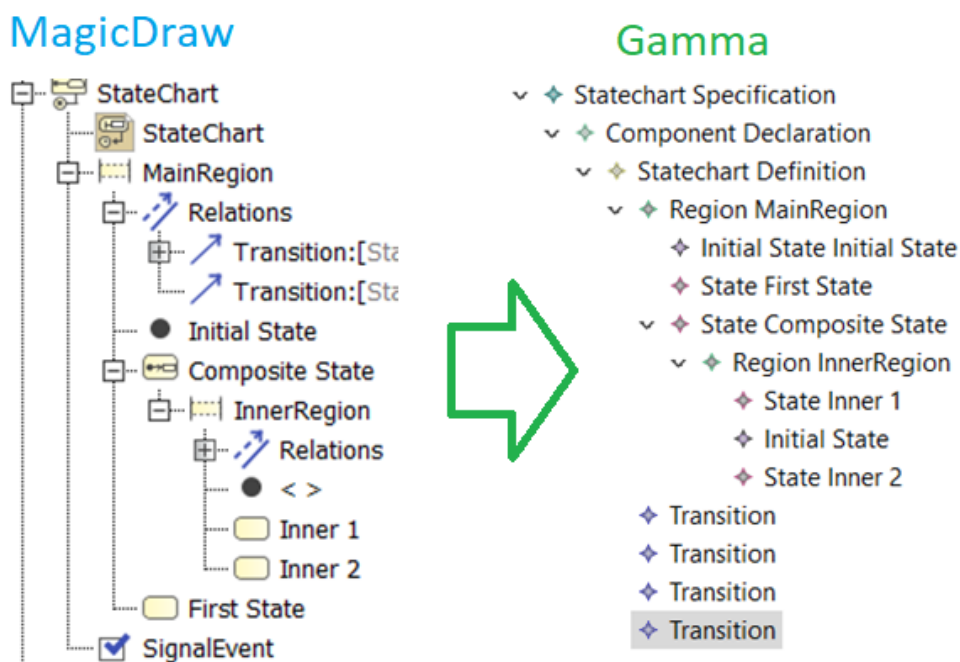 MagicDraw
StateChart
StateChart
MainRegion
Relations
Transition:[Sta
Transition:[Sta
Initial State
Composite State
InnerRegion
Relations
< >
Inner 1
Inner 2
First State
SignalEvent
Gamma
Statechart Specification
Component Declaration
Statechart Definition
Region MainRegion
Initial State Initial State
State First State
State Composite State
Region InnerRegion
State Inner 1
Initial State
State Inner 2
Transition
Transition
Transition
Transition